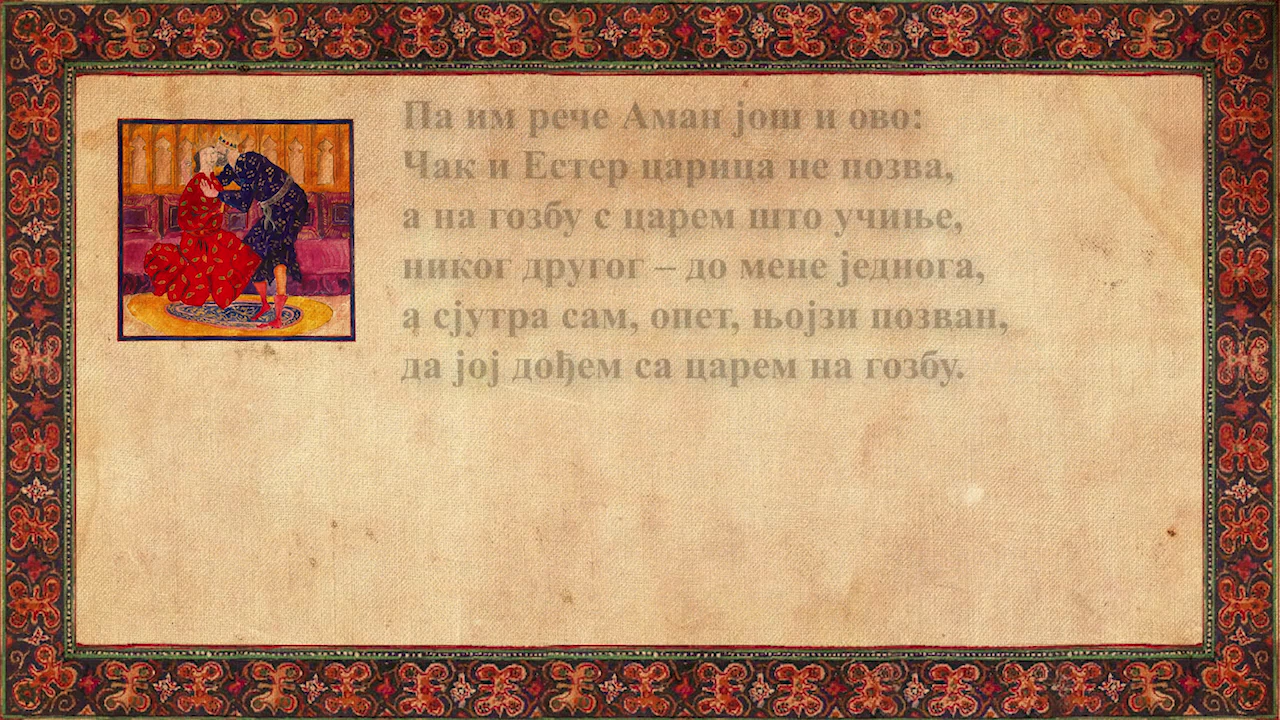 Па им рече Аман још и ово:
Чак и Естер царица не позва,
а на гозбу с царем што учиње,
никог другог – до мене једнога,
а сјутра сам, опет, њојзи позван,
да јој дођем са царем на гозбу.